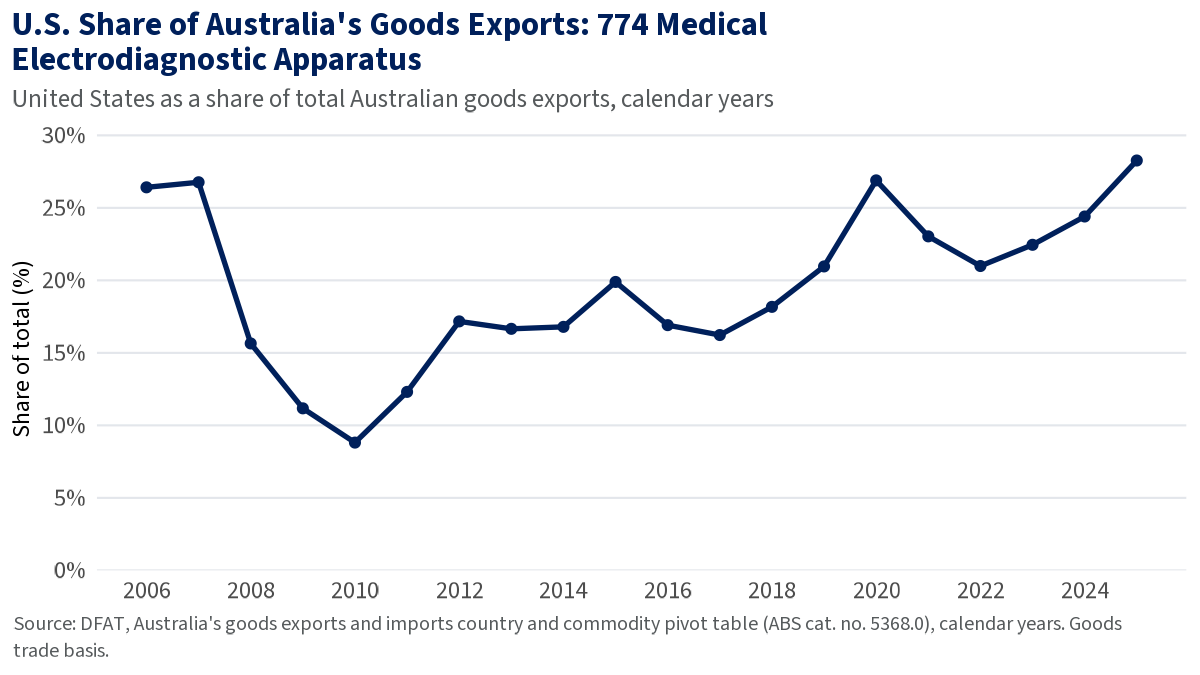 U.S. Share of Australia's Goods Exports: 774 Medical
Electrodiagnostic Apparatus
United States as a share of total Australian goods exports, calendar years
30%
25%
20%
15%
10%
5%
0%
Share of total (%)
2006 2008 2010 2012 2014 2016 2018 2020 2022 2024
Source: DFAT, Australia's goods exports and imports country and commodity pivot table (ABS cat. no. 5368.0), calendar years. Goods
trade basis.